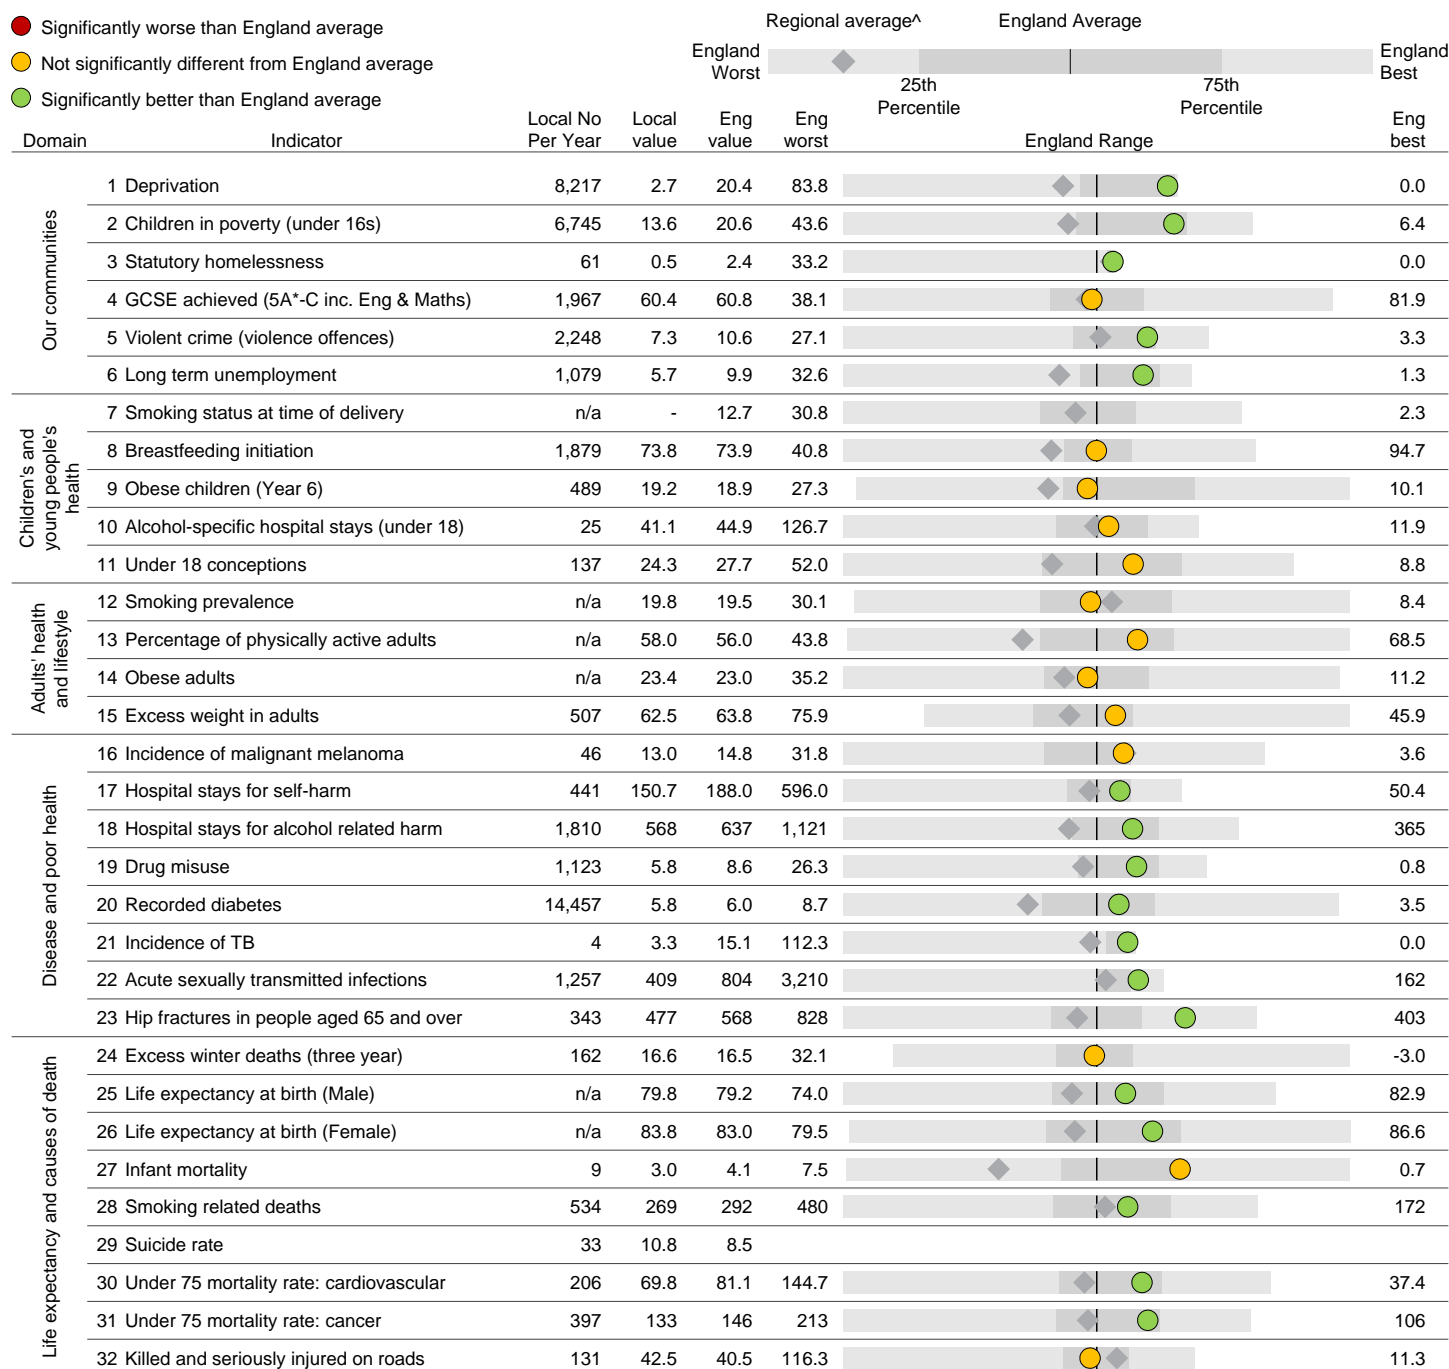 Significantly worse than England average
Not significantly different from England average
Significantly better than England average
Regional average^ England Average
England Worst
England Best
25th Percentile
75th Percentile
Domain Indicator Local No Per Year Local value Eng value Eng worst England Range Eng best
Our communities
1 Deprivation 8,217 2.7 20.4 83.8 0.0
2 Children in poverty (under 16s) 6,745 13.6 20.6 43.6 6.4
3 Statutory homelessness 61 0.5 2.4 33.2 0.0
4 GCSE achieved (5A*-C inc. Eng & Maths) 1,967 60.4 60.8 38.1 81.9
5 Violent crime (violence offences) 2,248 7.3 10.6 27.1 3.3
6 Long term unemployment 1,079 5.7 9.9 32.6 1.3
Children's and young people's health
7 Smoking status at time of delivery n/a - 12.7 30.8 2.3
8 Breastfeeding initiation 1,879 73.8 73.9 40.8 94.7
9 Obese children (Year 6) 489 19.2 18.9 27.3 10.1
10 Alcohol-specific hospital stays (under 18) 25 41.1 44.9 126.7 11.9
11 Under 18 conceptions 137 24.3 27.7 52.0 8.8
Adults' health and lifestyle
12 Smoking prevalence n/a 19.8 19.5 30.1 8.4
13 Percentage of physically active adults n/a 58.0 56.0 43.8 68.5
14 Obese adults n/a 23.4 23.0 35.2 11.2
15 Excess weight in adults 507 62.5 63.8 75.9 45.9
Disease and poor health
16 Incidence of malignant melanoma 46 13.0 14.8 31.8 3.6
17 Hospital stays for self-harm 441 150.7 188.0 596.0 50.4
18 Hospital stays for alcohol related harm 1,810 568 637 1,121 365
19 Drug misuse 1,123 5.8 8.6 26.3 0.8
20 Recorded diabetes 14,457 5.8 6.0 8.7 3.5
21 Incidence of TB 4 3.3 15.1 112.3 0.0
22 Acute sexually transmitted infections 1,257 409 804 3,210 162
23 Hip fractures in people aged 65 and over 343 477 568 828 403
Life expectancy and causes of death
24 Excess winter deaths (three year) 162 16.6 16.5 32.1 -3.0
25 Life expectancy at birth (Male) n/a 79.8 79.2 74.0 82.9
26 Life expectancy at birth (Female) n/a 83.8 83.0 79.5 86.6
27 Infant mortality 9 3.0 4.1 7.5 0.7
28 Smoking related deaths 534 269 292 480 172
29 Suicide rate 33 10.8 8.5
30 Under 75 mortality rate: cardiovascular 206 69.8 81.1 144.7 37.4
31 Under 75 mortality rate: cancer 397 133 146 213 106
32 Killed and seriously injured on roads 131 42.5 40.5 116.3 11.3